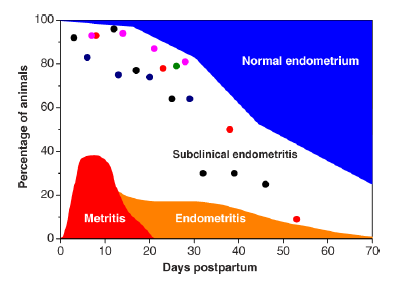 100
80
60
40
20
0
Percentage of animals
Normal endometrium
Subclinical endometritis
Metritis
Endometritis
0 10 20 30 40 50 60 70
Days postpartum